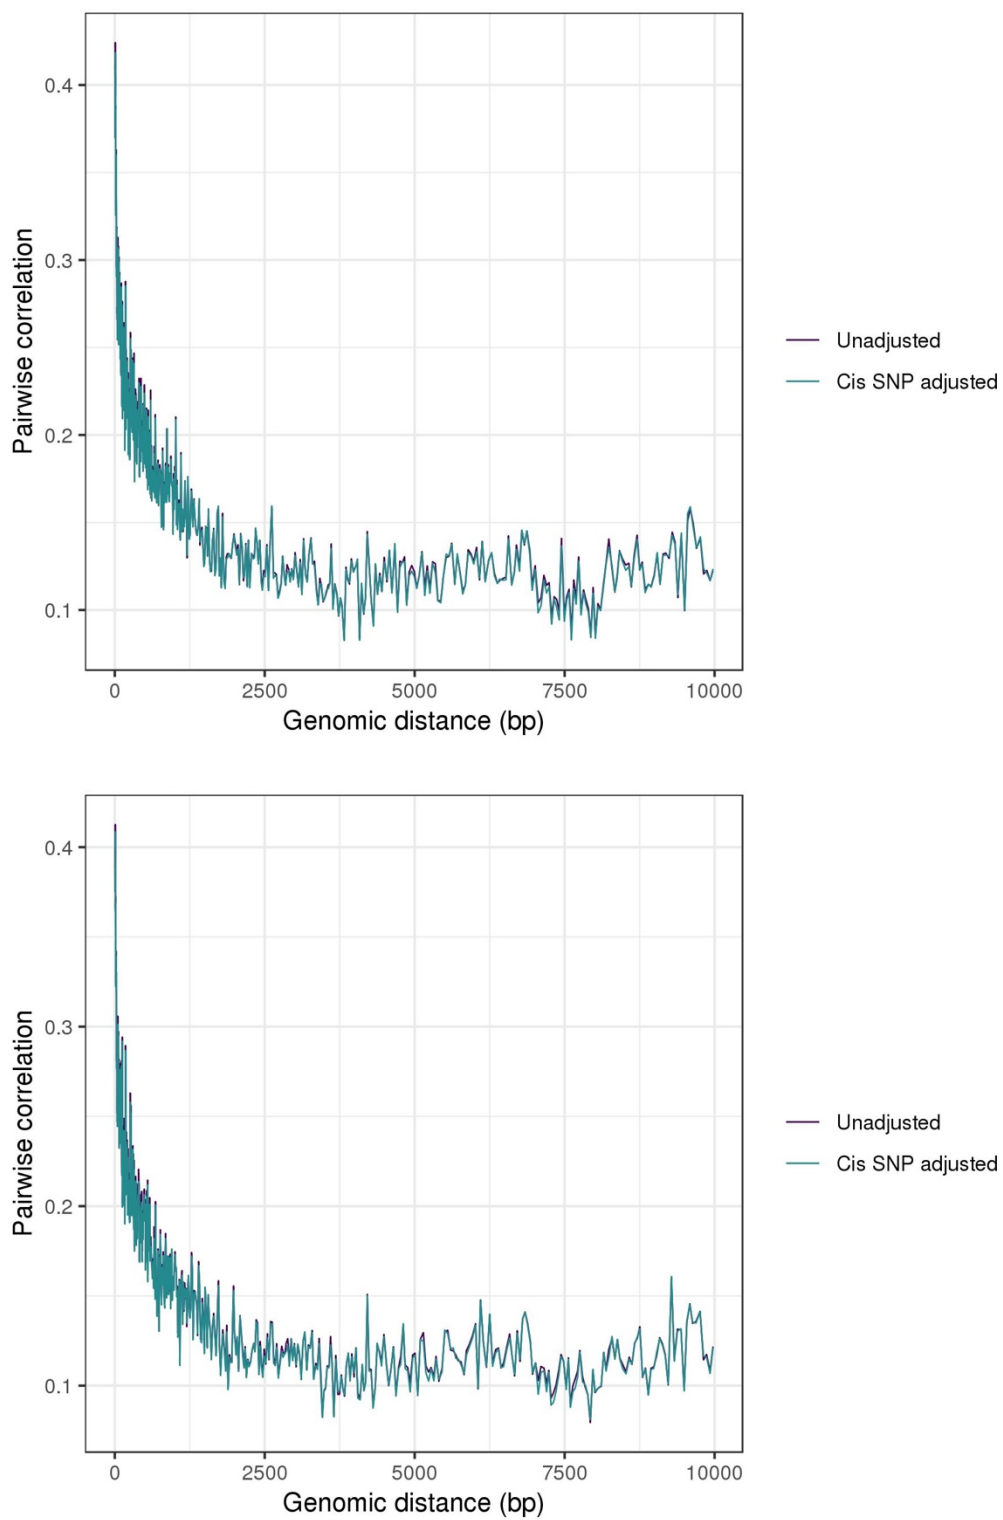 0.4
0.3
0.2
0.1
Pairwise correlation
0 2500 5000 7500 10000
Genomic distance (bp)
Unadjusted
Cis SNP adjusted
0.4
0.3
0.2
0.1
Pairwise correlation
0 2500 5000 7500 10000
Genomic distance (bp)
Unadjusted
Cis SNP adjusted